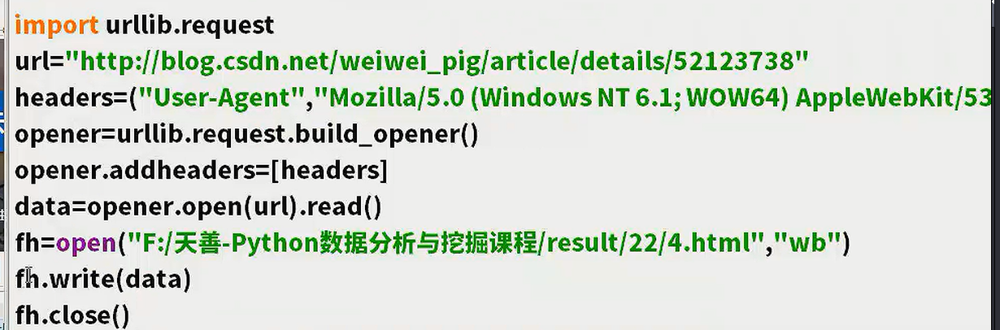 import urllib.request
url="http://blog.csdn.net/weiwei_pig/article/details/52123738"
headers=("User-Agent","Mozilla/5.0 (Windows NT 6.1; WOW64) AppleWebKit/53
opener=urllib.request.build_opener()
opener.addheaders=[headers]
data=opener.open(url).read()
fh=open("F:/天善-Python数据分析与挖掘课程/result/22/4.html","wb")
fh.write(data)
fh.close()